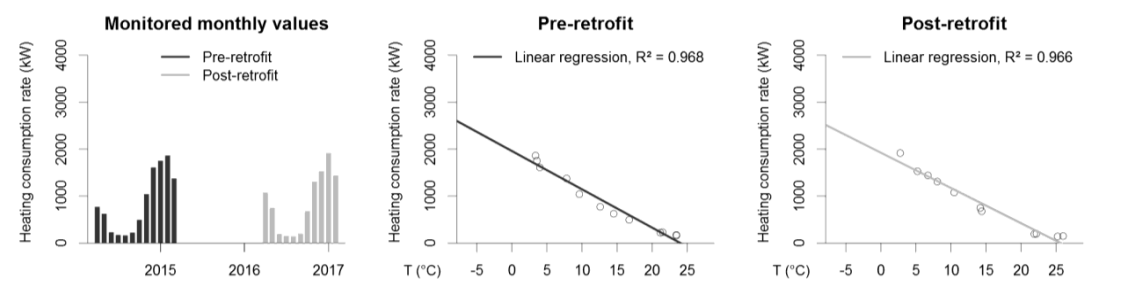 Monitored monthly values
Heating consumption rate (kW)
0 1000 2000 3000 4000
Pre-retrofit
Post-retrofit
2015 2016 2017
Pre-retrofit
Heating consumption rate (kW)
0 1000 2000 3000 4000
Linear regression, R² = 0.968
T (°C) -5 0 5 10 15 20 25
Post-retrofit
Heating consumption rate (kW)
0 1000 2000 3000 4000
Linear regression, R² = 0.966
T (°C) -5 0 5 10 15 20 25